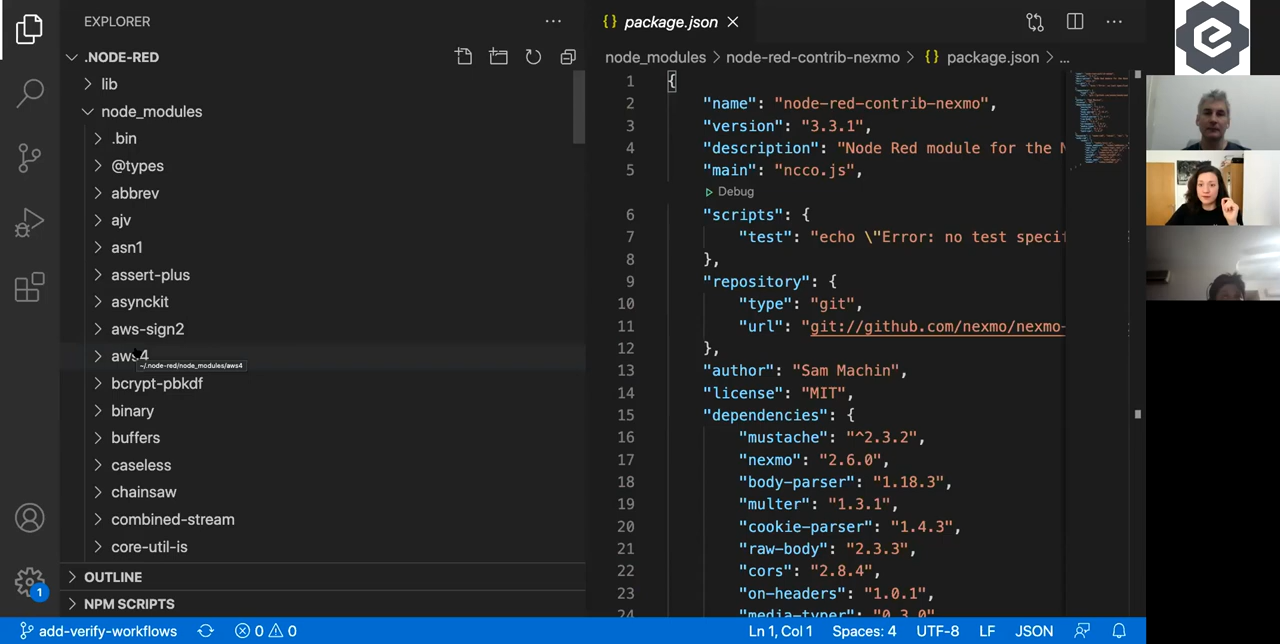 EXPLORER
.NODE-RED
lib
node_modules
.bin
@types
abbrev
ajv
asn1
assert-plus
asynckit
aws-sign2
aws4
~/.node-red/node_modules/aws4
bcrypt-pbkdf
binary
buffers
caseless
chainsaw
combined-stream
core-util-is
OUTLINE
NPM SCRIPTS
{} package.json
node_modules > node-red-contrib-nexmo > {} package.json > ...
1 {
2 "name": "node-red-contrib-nexmo",
3 "version": "3.3.1",
4 "description": "Node Red module for the
5 "main": "ncco.js",
Debug
6 "scripts": {
7 "test": "echo \"Error: no test specif
8 },
9 "repository": {
10 "type": "git",
11 "url": "git://github.com/nexmo/nexmo-
12 },
13 "author": "Sam Machin",
14 "license": "MIT",
15 "dependencies": {
16 "mustache": "^2.3.2",
17 "nexmo": "2.6.0",
18 "body-parser": "1.18.3",
19 "multer": "1.3.1",
20 "cookie-parser": "1.4.3",
21 "raw-body": "2.3.3",
22 "cors": "2.8.4",
23 "on-headers": "1.0.1",
24 "media-typer": "0.3.0"
1
add-verify-workflows 0 0 Ln 1, Col 1 Spaces: 4 UTF-8 LF JSON